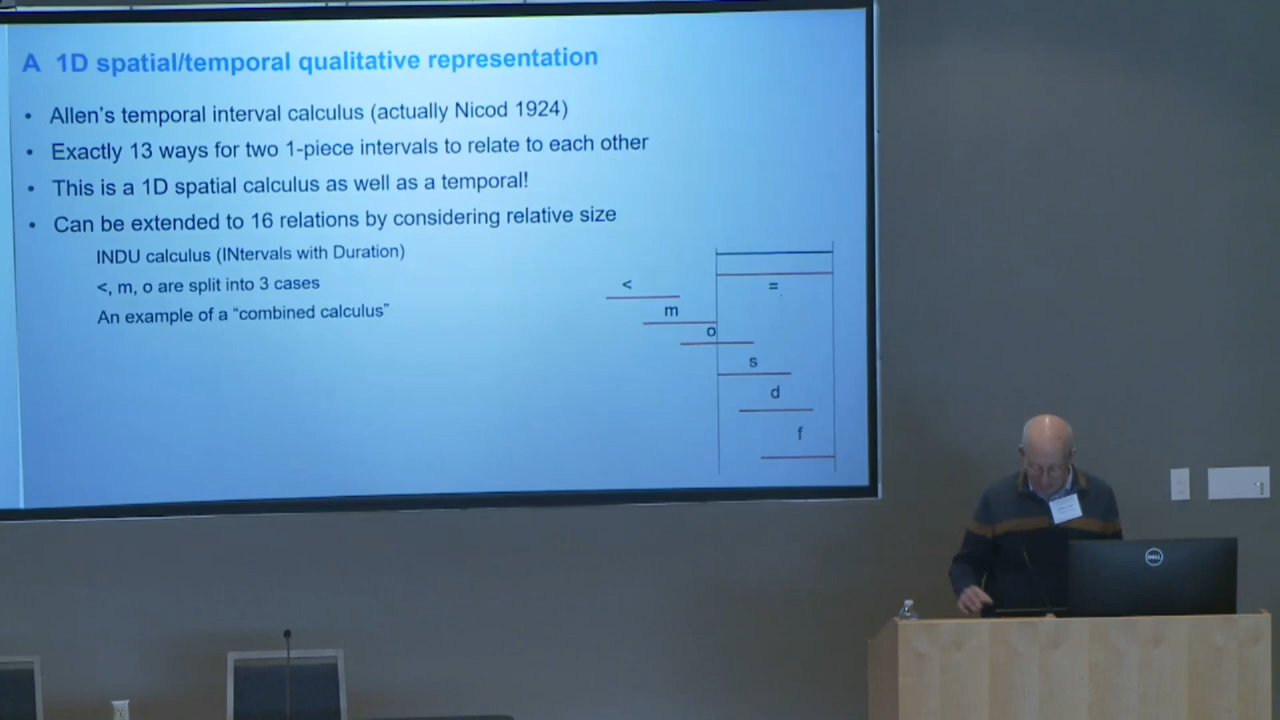 A 1D spatial/temporal qualitative representation
• Allen's temporal interval calculus (actually Nicod 1924)
• Exactly 13 ways for two 1-piece intervals to relate to each other
• This is a 1D spatial calculus as well as a temporal!
• Can be extended to 16 relations by considering relative size
INDU calculus (INtervals with Duration)
<, m, o are split into 3 cases
An example of a “combined calculus”
<
=
m
o
s
d
f
DELL